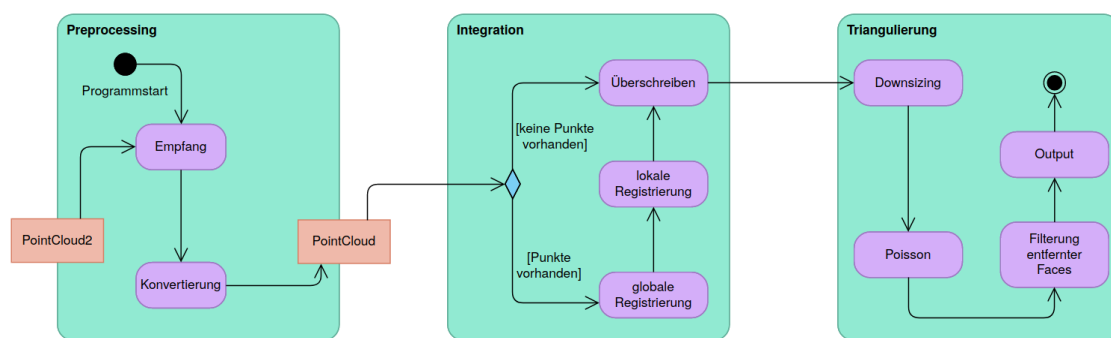 Preprocessing
Programmstart
Empfang
PointCloud2
Konvertierung
PointCloud
Integration
Überschreiben
[keine Punkte
vorhanden]
lokale
Registrierung
[Punkte
vorhanden]
globale
Registrierung
Triangulierung
Downsizing
Poisson
Output
Filterung
entfernter
Faces